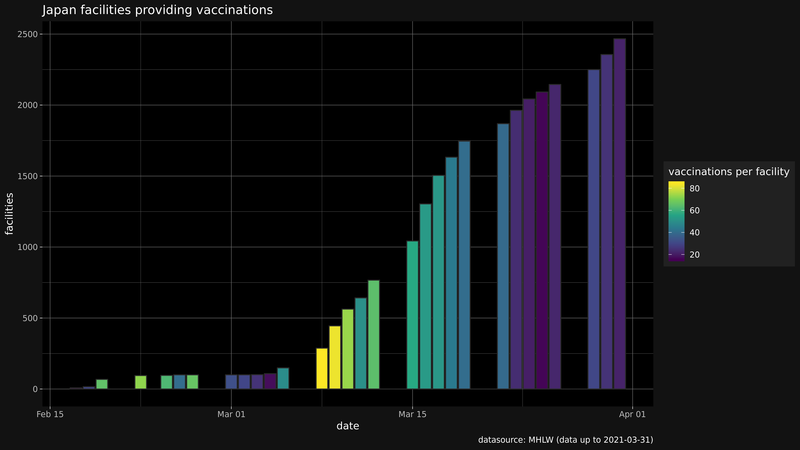 Japan facilities providing vaccinations
2500
2000
1500
1000
500
0
facilities
Feb 15
Mar 01
Mar 15
Apr 01
date
vaccinations per facility
80
60
40
20
datasource: MHLW (data up to 2021-03-31)